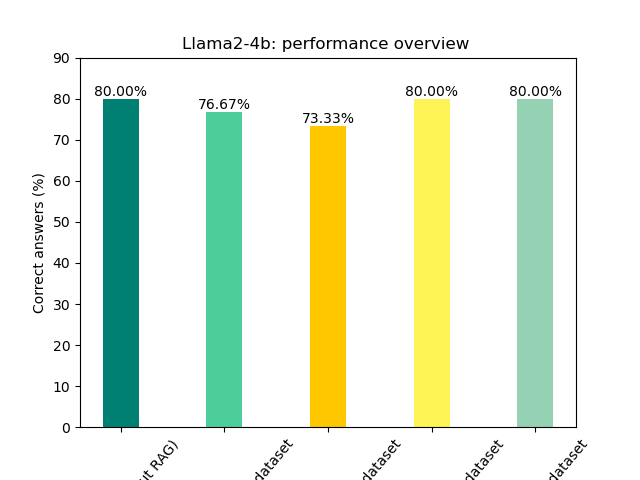 Llama2-4b: performance overview
90
80
70
60
50
40
30
20
10
0
Correct answers (%)
80.00%
76.67%
73.33%
80.00%
80.00%
RAG)
dataset
dataset
dataset
dataset